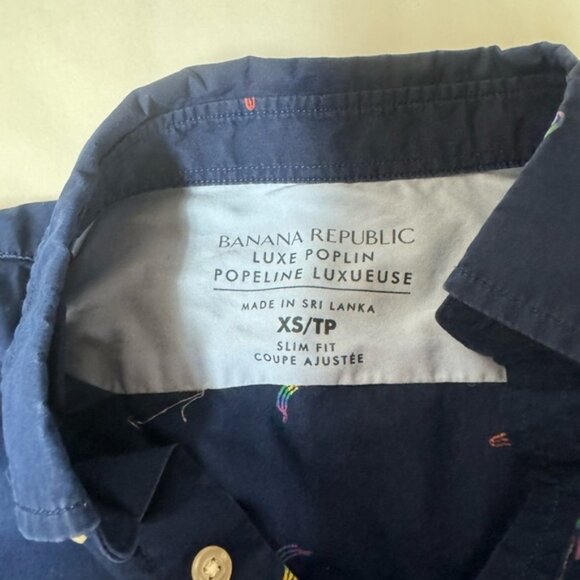 BANANA REPUBLIC
LUXE POPLIN
POPELINE LUXUEUSE
MADE IN SRI LANKA
XS/TP
SLIM FIT
COUPE AJUSTÉE